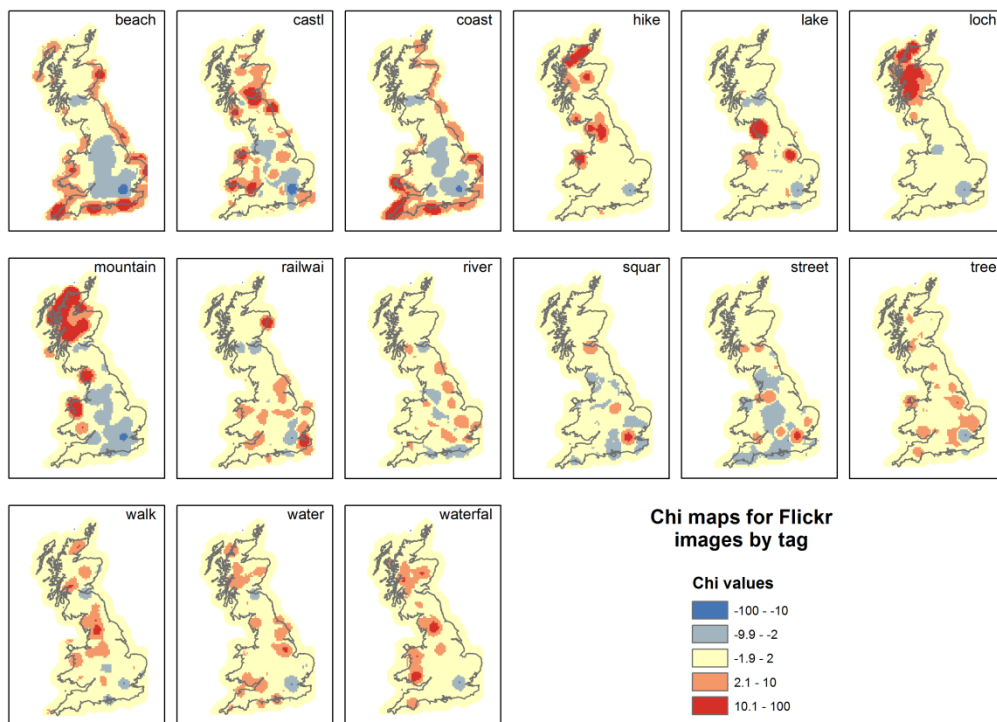 beach
castl
coast
hike
lake
loch
mountain
railwai
river
squar
street
tree
walk
water
waterfal
Chi maps for Flickr
images by tag
Chi values
-100 - -10
-9.9 - -2
-1.9 - 2
2.1 - 10
10.1 - 100